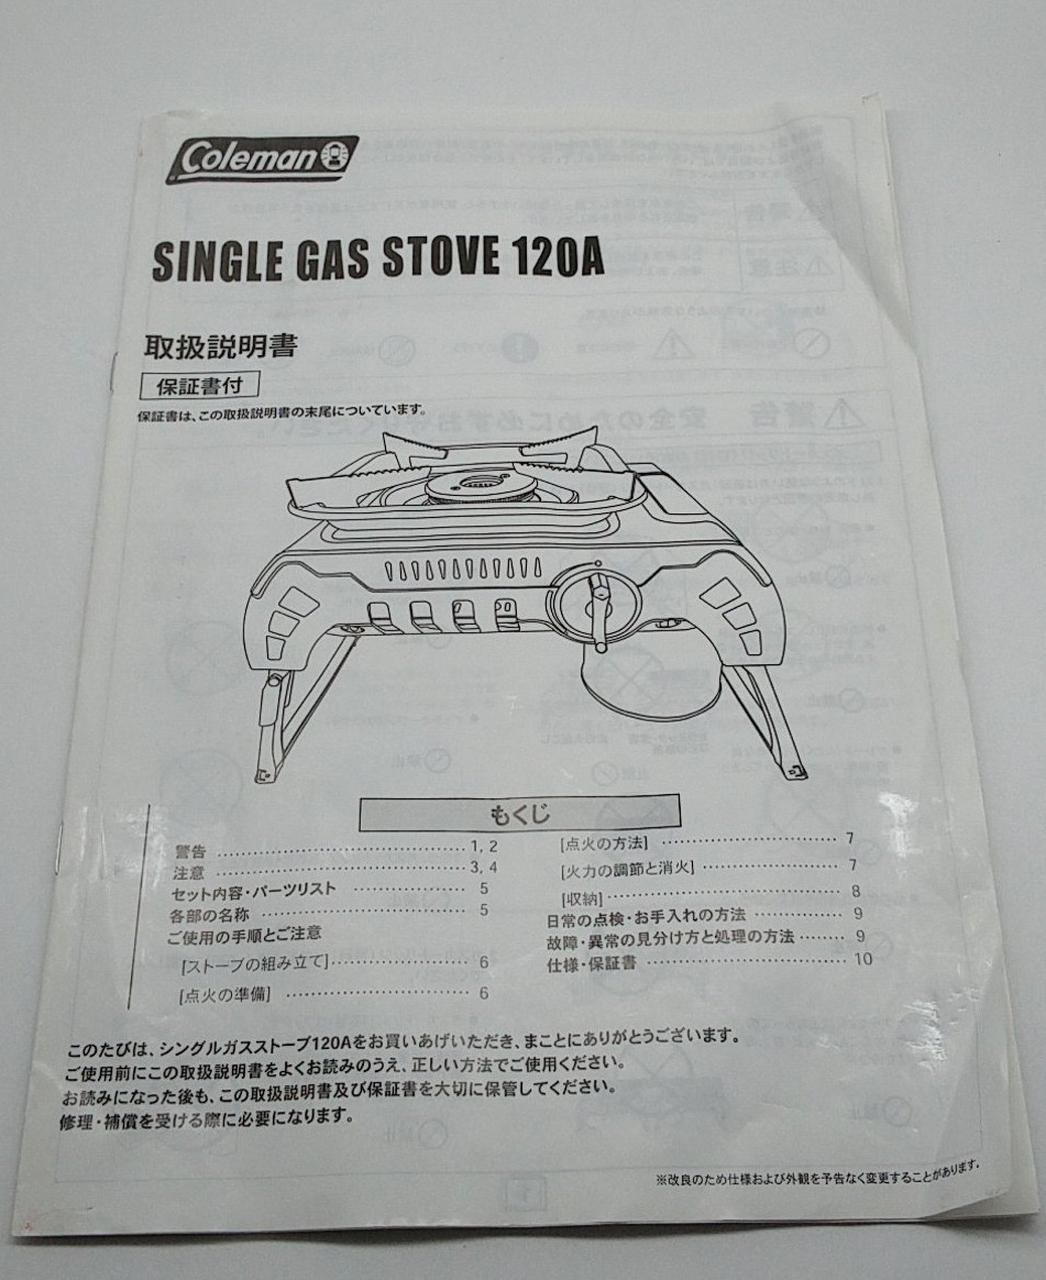 Coleman
SINGLE GAS STOVE 120A
取扱説明書
保証書付
保証書は、この取扱説明書の末尾についています。
もくじ
警告 ........................................ 1, 2
注意 ........................................ 3, 4
セット内容・パーツリスト .................. 5
各部の名称 .................................. 5
ご使用の手順とご注意
[ストーブの組み立て]........................ 6
[点火の準備] ................................ 6
[点火の方法] ................................ 7
[火力の調節と消火] ........................ 7
[収納]........................................ 8
日常の点検・お手入れの方法 .............. 9
故障・異常の見分け方と処理の方法 ........ 9
仕様・保証書 ................................ 10
このたびは、シングルガスストーブ120Aをお買いあげいただき、まことにありがとうございます。
ご使用前にこの取扱説明書をよくお読みのうえ、正しい方法でご使用ください。
お読みになった後も、この取扱説明書及び保証書を大切に保管してください。
修理・補償を受ける際に必要になります。
※改良のため仕様および外観を予告なく変更することがあります。